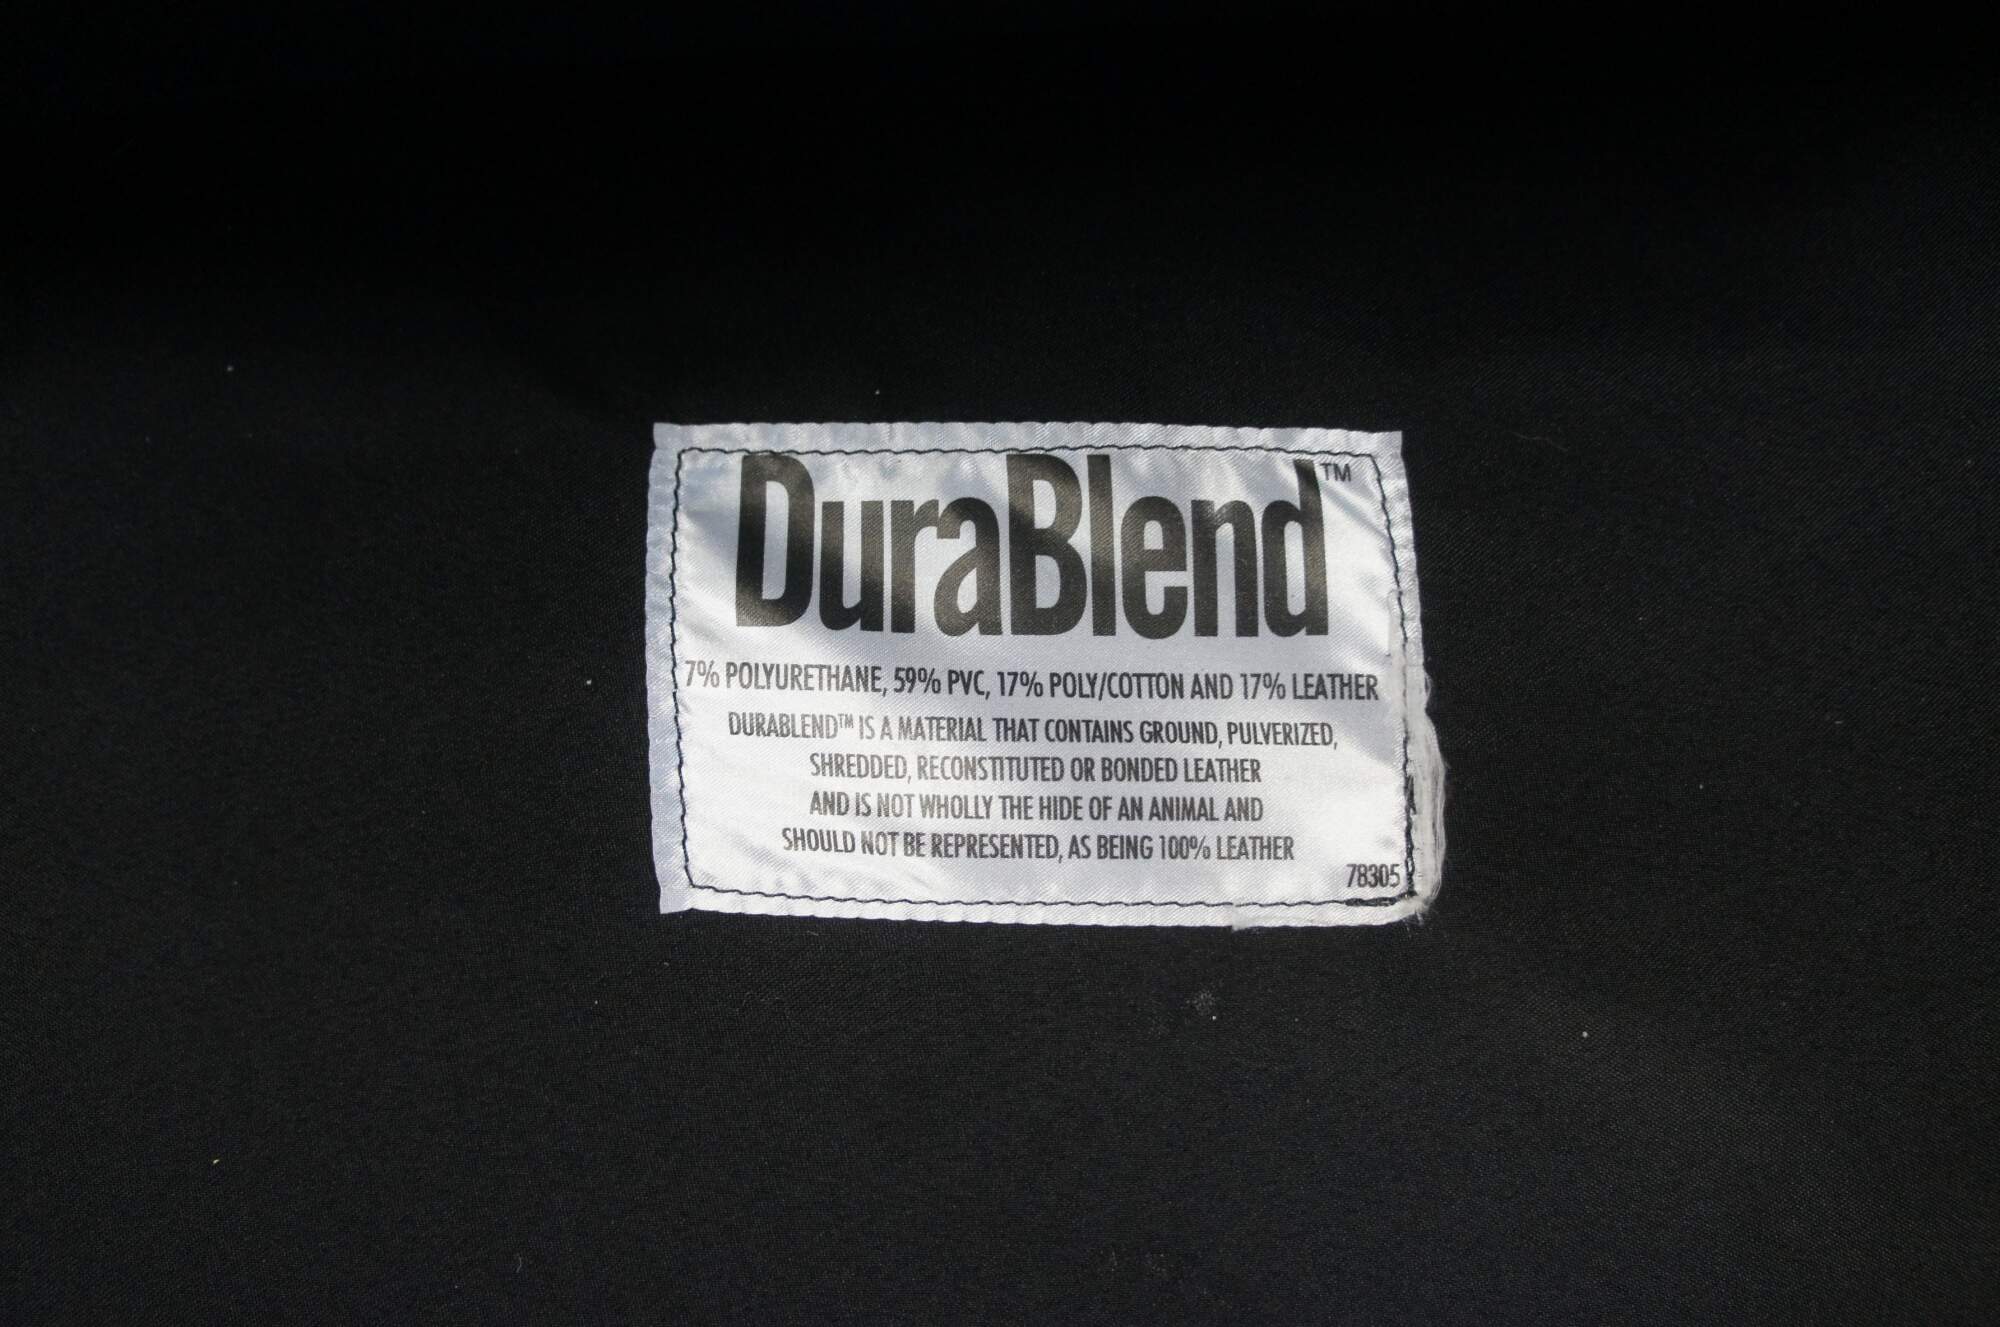 DuraBlend™
7% POLYURETHANE, 59% PVC, 17% POLY/COTTON AND 17% LEATHER
DURABLEND™ IS A MATERIAL THAT CONTAINS GROUND, PULVERIZED,
SHREDDED, RECONSTITUTED OR BONDED LEATHER
AND IS NOT WHOLLY THE HIDE OF AN ANIMAL AND
SHOULD NOT BE REPRESENTED, AS BEING 100% LEATHER
78305